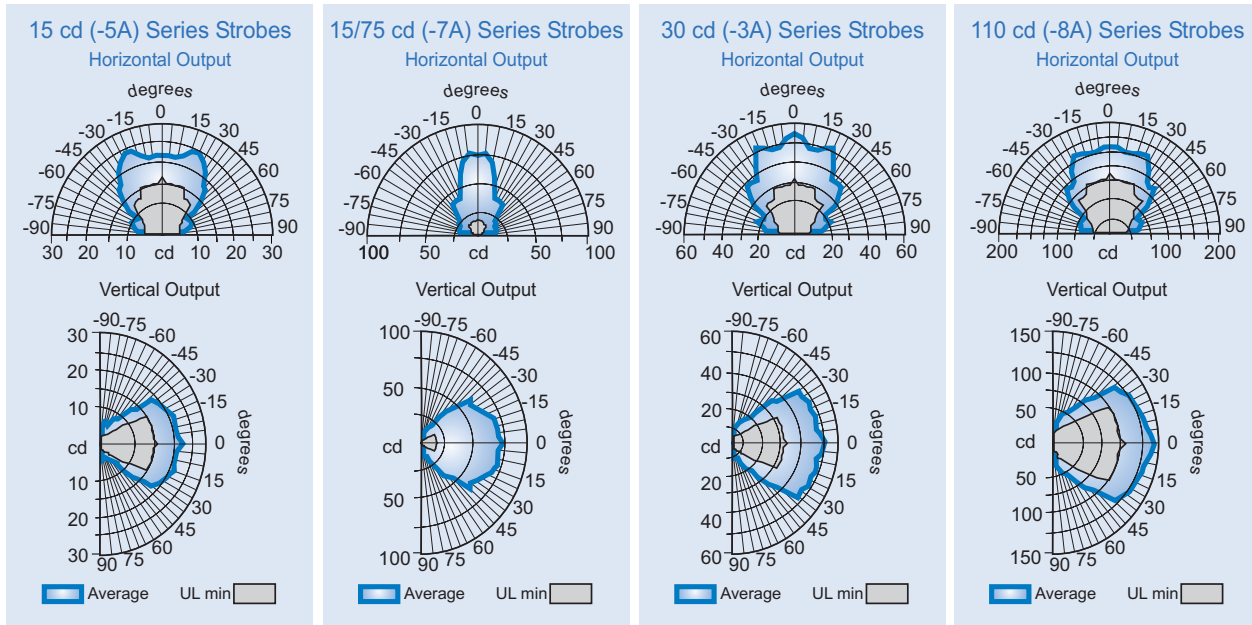 15 cd (-5A) Series Strobes
Horizontal Output
degrees
-90 -75 -60 -45 -30 -15 0 15 30 45 60 75 90
30 20 10 cd 10 20 30
Vertical Output
30 20 10 cd 10 20 30
-90 -75 -60 -45 -30 -15 0 15 30 45 60 75 90
degrees
Average UL min
15/75 cd (-7A) Series Strobes
Horizontal Output
degrees
-90 -75 -60 -45 -30 -15 0 15 30 45 60 75 90
100 50 cd 50 100
Vertical Output
100 50 cd 50 100
-90 -75 -60 -45 -30 -15 0 15 30 45 60 75 90
degrees
Average UL min
30 cd (-3A) Series Strobes
Horizontal Output
degrees
-90 -75 -60 -45 -30 -15 0 15 30 45 60 75 90
60 40 20 cd 20 40 60
Vertical Output
60 40 20 cd 20 40 60
-90 -75 -60 -45 -30 -15 0 15 30 45 60 75 90
degrees
Average UL min
110 cd (-8A) Series Strobes
Horizontal Output
degrees
-90 -75 -60 -45 -30 -15 0 15 30 45 60 75 90
200 100 cd 100 200
Vertical Output
150 100 50 cd 50 100 150
-90 -75 -60 -45 -30 -15 0 15 30 45 60 75 90
degrees
Average UL min